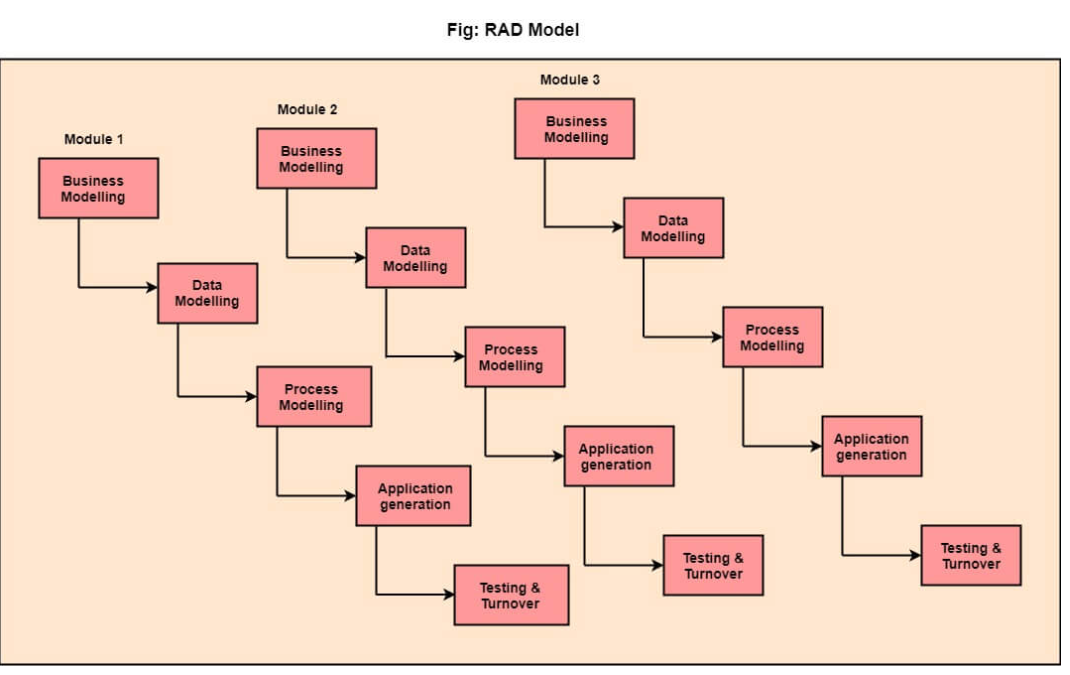 Fig: RAD Model
Module 1
Business
Modelling
Data
Modelling
Process
Modelling
Application
generation
Testing &
Turnover
Module 2
Business
Modelling
Data
Modelling
Process
Modelling
Application
generation
Testing &
Turnover
Module 3
Business
Modelling
Data
Modelling
Process
Modelling
Application
generation
Testing &
Turnover